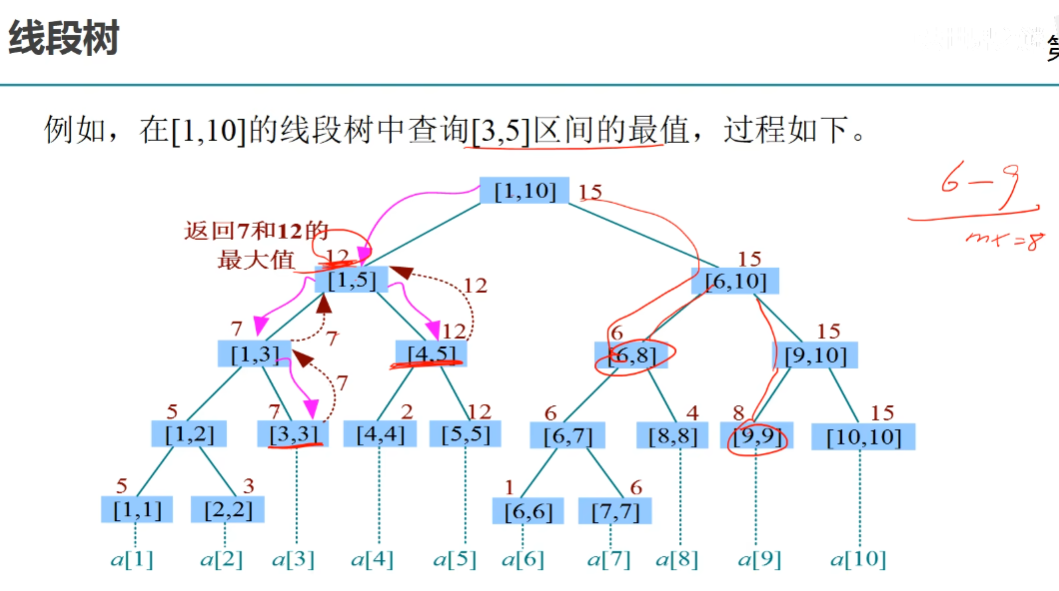 线段树
第
例如，在[1,10]的线段树中查询[3,5]区间的最值，过程如下。
6-9
mx=8
[1,10] 15
返回7和12的
最大值 12
[1,5] 12
15
[6,10]
7 7 12 6 15
[1,3] [4,5] [6,8] [9,10]
7
5 7 2 12 6 4 8 15
[1,2] [3,3] [4,4] [5,5] [6,7] [8,8] [9,9] [10,10]
5 3 1 6
[1,1] [2,2] [6,6] [7,7]
a[1] a[2] a[3] a[4] a[5] a[6] a[7] a[8] a[9] a[10]